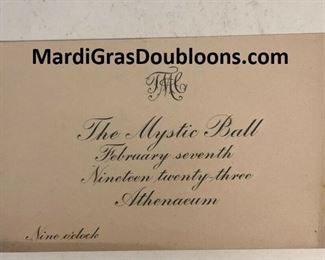 MardiGrasDoubloons.com
The Mystic Ball
February seventh
Nineteen twenty-three
Athenaeum
Nine o'clock